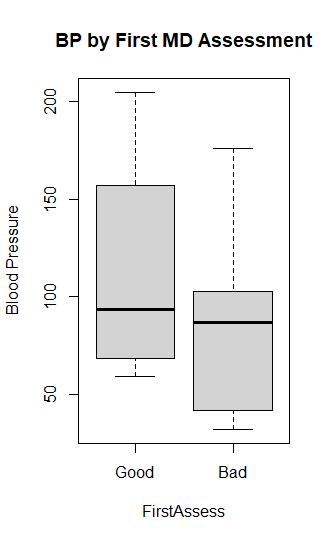 BP by First MD Assessment
Blood Pressure
200
150
100
50
Good Bad
FirstAssess